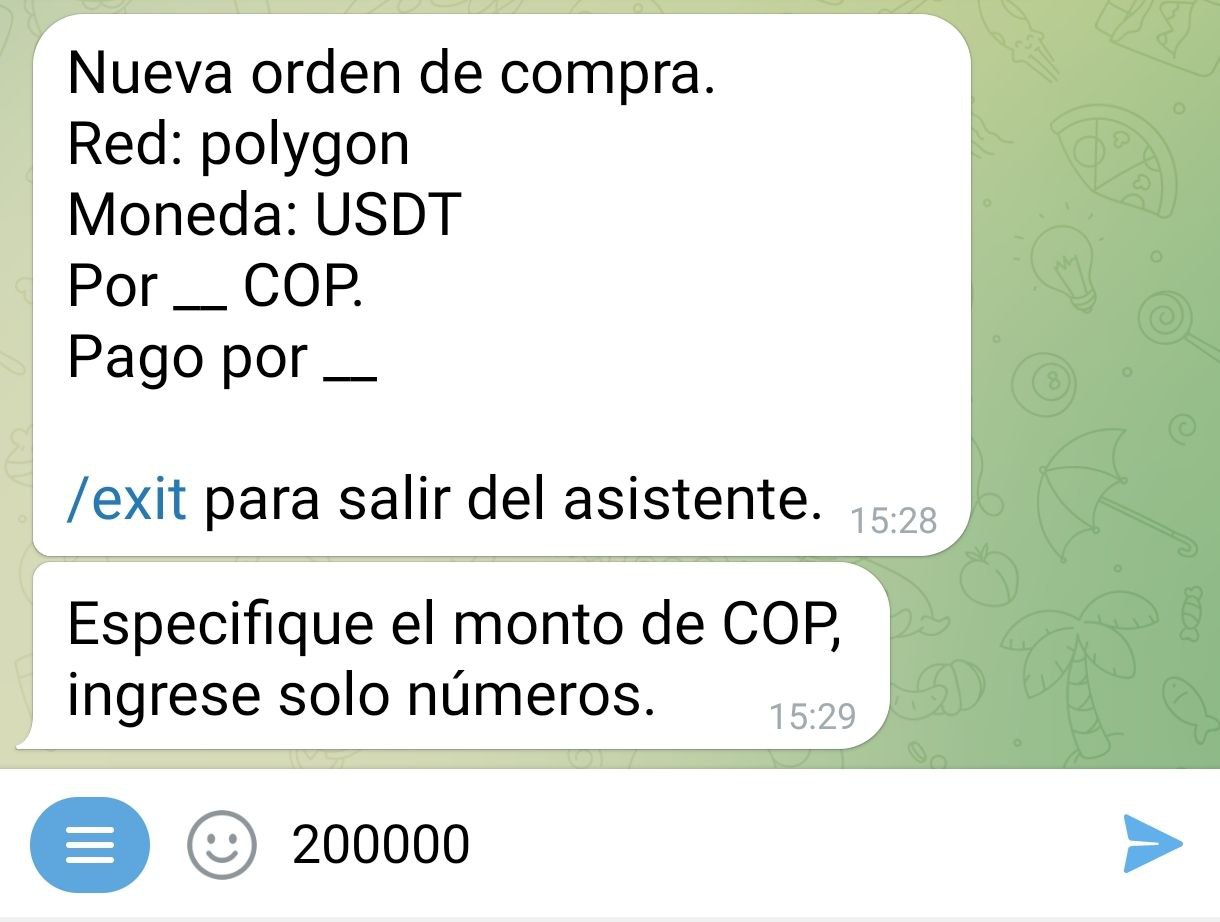 Nueva orden de compra.
Red: polygon
Moneda: USDT
Por __ COP.
Pago por __
/exit para salir del asistente. 15:28
Especifique el monto de COP,
ingrese solo números. 15:29
200000